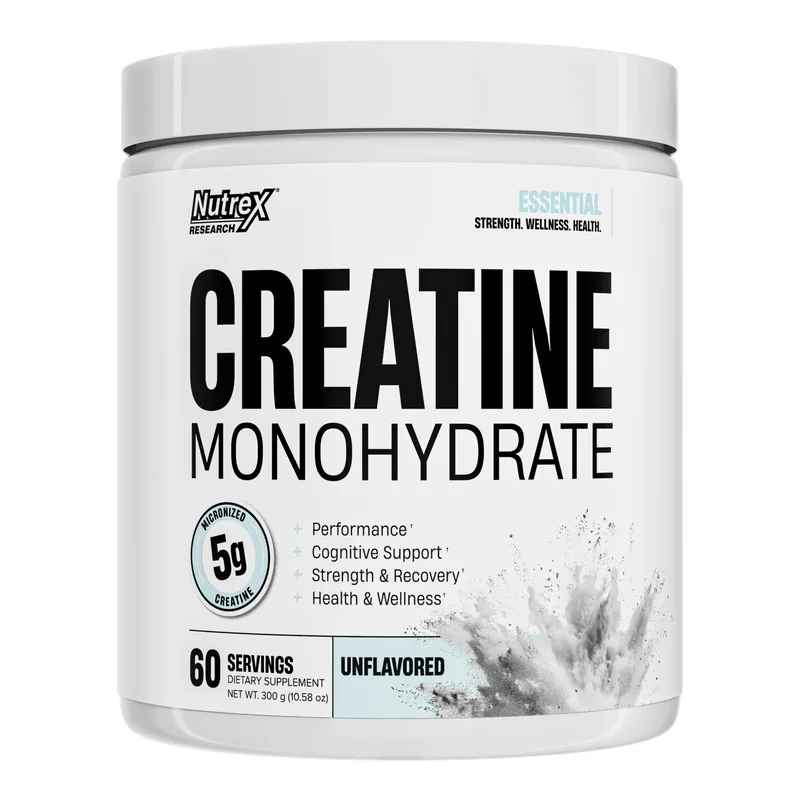 NutreX®
RESEARCH
ESSENTIAL
STRENGTH. WELLNESS. HEALTH.
CREATINE
MONOHYDRATE
MICRONIZED
5g
CREATINE
+ Performance†
+ Cognitive Support†
+ Strength & Recovery†
+ Health & Wellness†
60 SERVINGS
DIETARY SUPPLEMENT
NET WT. 300 g (10.58 oz)
UNFLAVORED